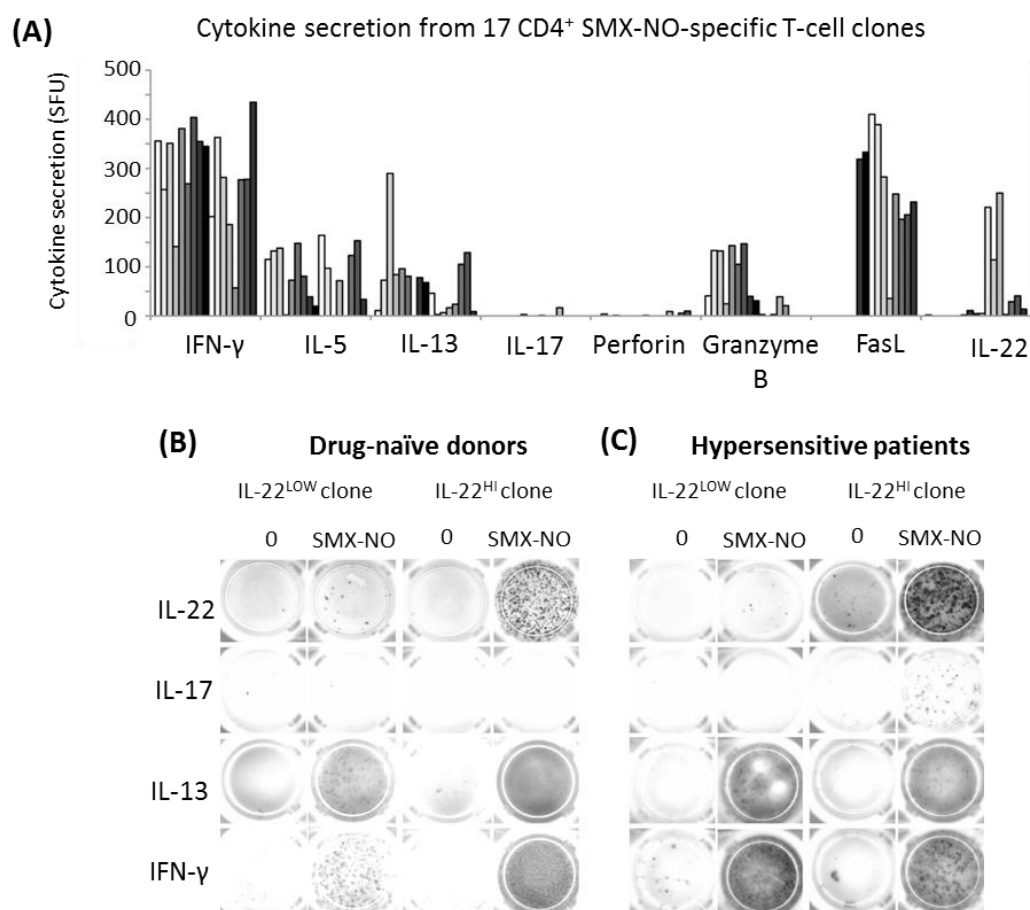 (A)
Cytokine secretion from 17 CD4⁺ SMX-NO-specific T-cell clones
Cytokine secretion (SFU)
500
400
300
200
100
0
IFN-γ IL-5 IL-13 IL-17 Perforin Granzyme B FasL IL-22
(B) Drug-naïve donors
(C) Hypersensitive patients
IL-22ᴸᴼᵂ clone IL-22ᴴᴵ clone IL-22ᴸᴼᵂ clone IL-22ᴴᴵ clone
0 SMX-NO 0 SMX-NO 0 SMX-NO 0 SMX-NO
IL-22
IL-17
IL-13
IFN-γ